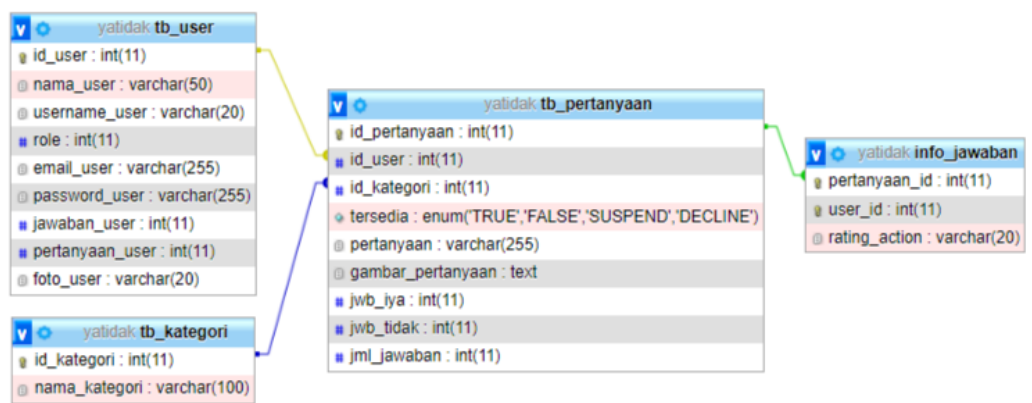 yatidak tb_user
id_user : int(11)
nama_user : varchar(50)
username_user : varchar(20)
role : int(11)
email_user : varchar(255)
password_user : varchar(255)
jawaban_user : int(11)
pertanyaan_user : int(11)
foto_user : varchar(20)
yatidak tb_kategori
id_kategori : int(11)
nama_kategori : varchar(100)
yatidak tb_pertanyaan
id_pertanyaan : int(11)
id_user : int(11)
id_kategori : int(11)
tersedia : enum('TRUE','FALSE','SUSPEND','DECLINE')
pertanyaan : varchar(255)
gambar_pertanyaan : text
jwb_iya : int(11)
jwb_tidak : int(11)
jml_jawaban : int(11)
yatidak info_jawaban
pertanyaan_id : int(11)
user_id : int(11)
rating_action : varchar(20)